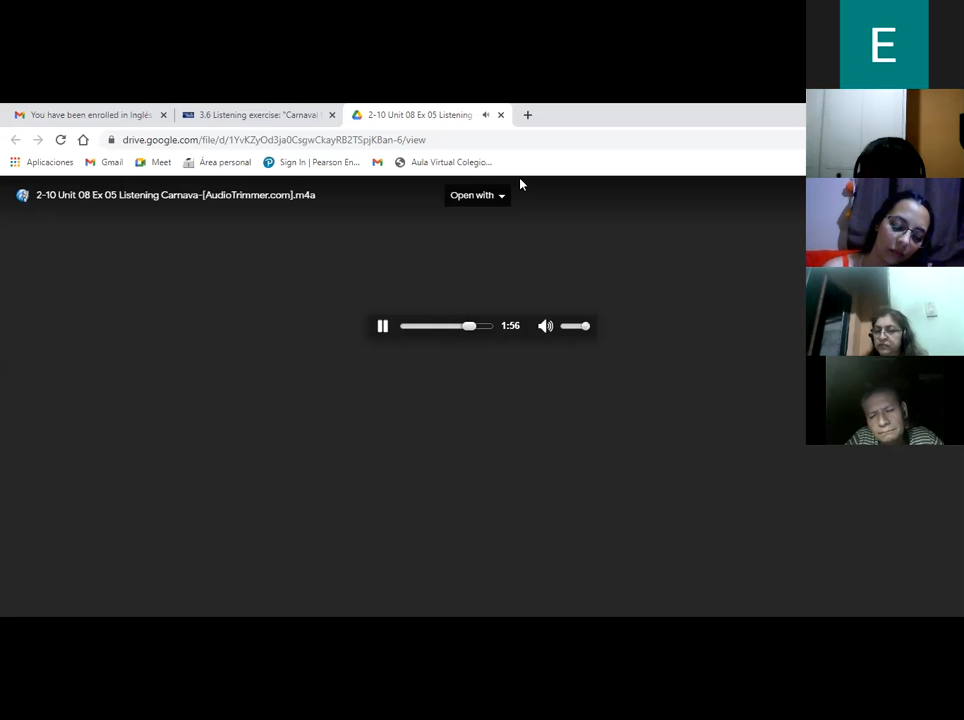 E
You have been enrolled in Inglés
3.6 Listening exercise: "Carnaval
2-10 Unit 08 Ex 05 Listening
drive.google.com/file/d/1YvKZyOd3ja0CsgwCkayRB2TSpjKBan-6/view
Aplicaciones
Gmail
Meet
Área personal
Sign In | Pearson En...
Aula Virtual Colegio...
2-10 Unit 08 Ex 05 Listening Carnava-[AudioTrimmer.com].m4a
Open with
1:56